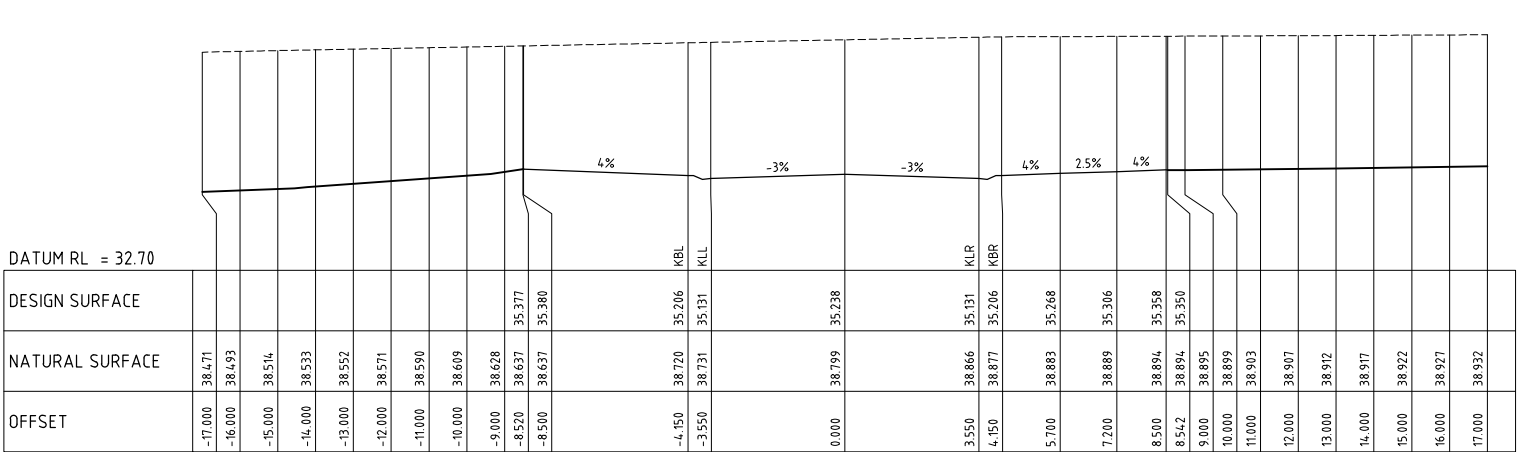 4% -3% -3% 4% 2.5% 4%
KBL KLL KLR KBR
DATUM RL = 32.70
DESIGN SURFACE 35.377 35.380 35.206 35.131 35.238 35.131 35.206 35.268 35.306 35.358 35.350
NATURAL SURFACE 38.471 38.493 38.514 38.533 38.552 38.571 38.590 38.609 38.628 38.637 38.637 38.720 38.731 38.799 38.866 38.877 38.883 38.889 38.894 38.894 38.895 38.899 38.903 38.907 38.912 38.917 38.922 38.927 38.932
OFFSET -17.000 -16.000 -15.000 -14.000 -13.000 -12.000 -11.000 -10.000 -9.000 -8.520 -8.500 -4.150 -3.550 0.000 3.550 4.150 5.700 7.200 8.500 8.542 9.000 10.000 11.000 12.000 13.000 14.000 15.000 16.000 17.000